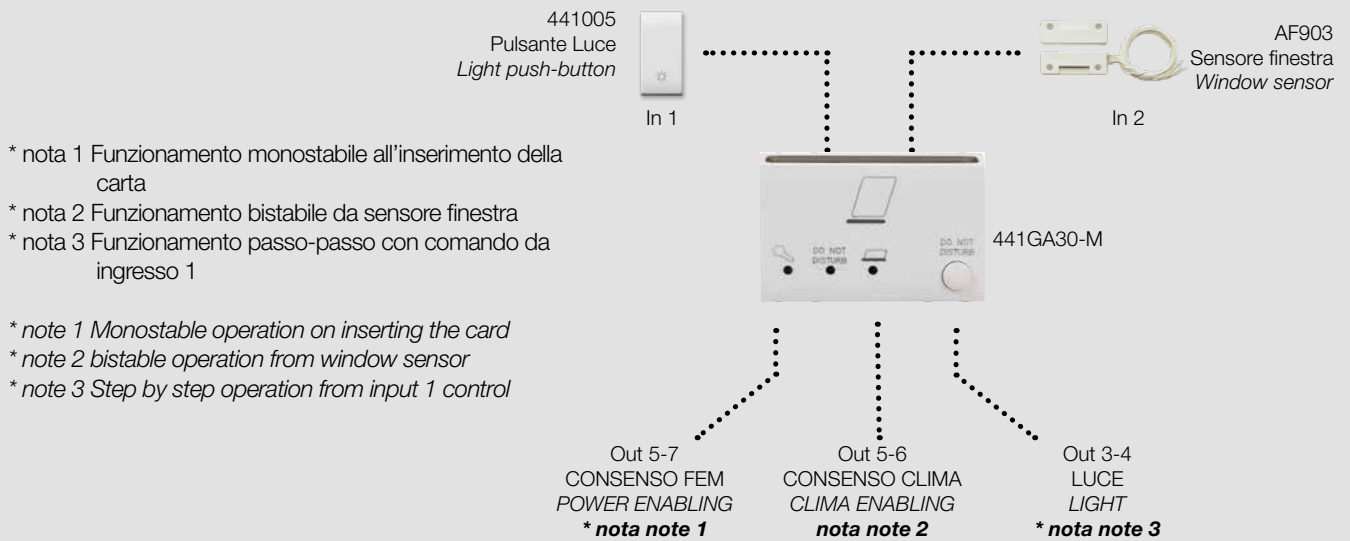 441005
Pulsante Luce
Light push-button
In 1
AF903
Sensore finestra
Window sensor
In 2
* nota 1 Funzionamento monostabile all'inserimento della
carta
* nota 2 Funzionamento bistabile da sensore finestra
* nota 3 Funzionamento passo-passo con comando da
ingresso 1
* note 1 Monostable operation on inserting the card
* note 2 bistable operation from window sensor
* note 3 Step by step operation from input 1 control
DO NOT
DISTURB
DO NOT
DISTURB
441GA30-M
Out 5-7
CONSENSO FEM
POWER ENABLING
* nota note 1
Out 5-6
CONSENSO CLIMA
CLIMA ENABLING
nota note 2
Out 3-4
LUCE
LIGHT
* nota note 3